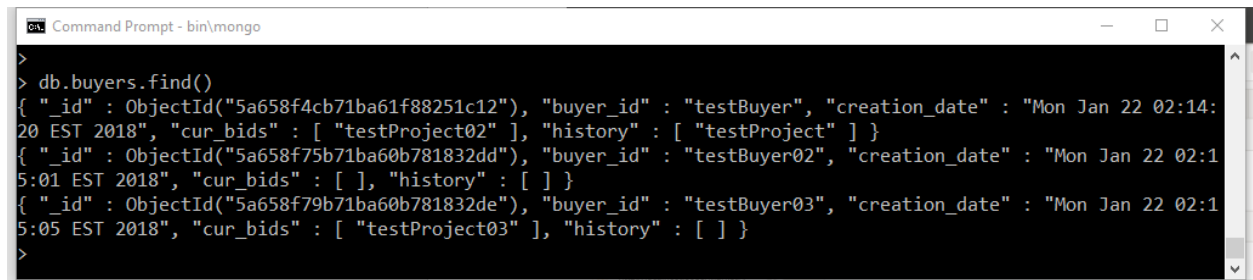 Command Prompt - bin\mongo
>
> db.buyers.find()
{ "_id" : ObjectId("5a658f4cb71ba61f88251c12"), "buyer_id" : "testBuyer", "creation_date" : "Mon Jan 22 02:14:
20 EST 2018", "cur_bids" : [ "testProject02" ], "history" : [ "testProject" ] }
{ "_id" : ObjectId("5a658f75b71ba60b781832dd"), "buyer_id" : "testBuyer02", "creation_date" : "Mon Jan 22 02:1
5:01 EST 2018", "cur_bids" : [ ], "history" : [ ] }
{ "_id" : ObjectId("5a658f79b71ba60b781832de"), "buyer_id" : "testBuyer03", "creation_date" : "Mon Jan 22 02:1
5:05 EST 2018", "cur_bids" : [ "testProject03" ], "history" : [ ] }
>